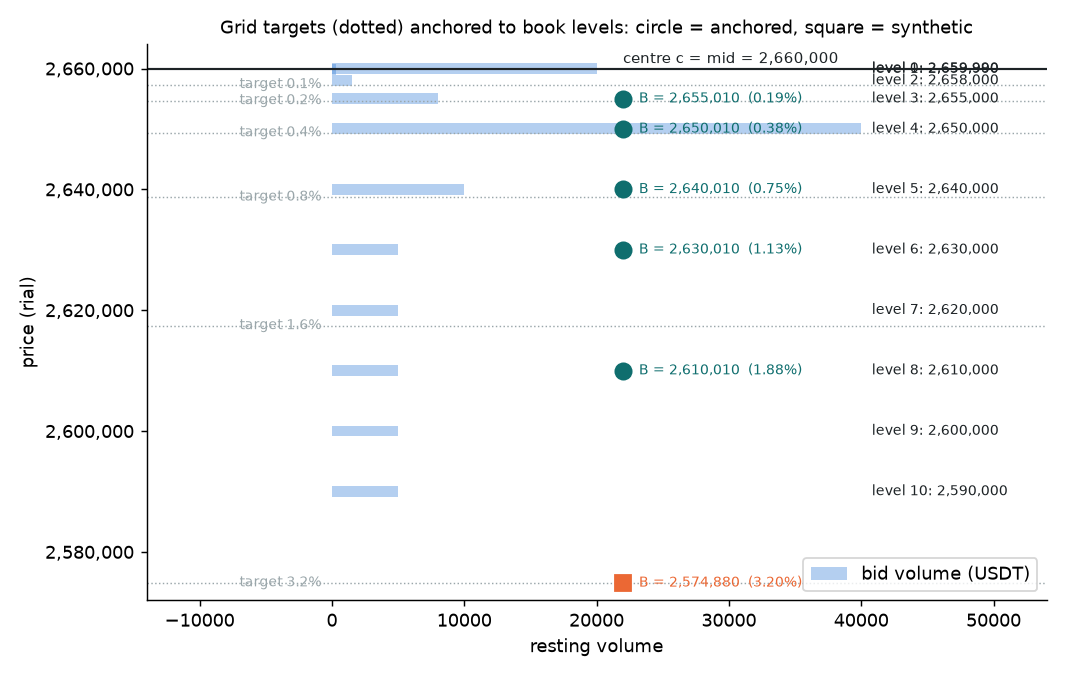 Grid targets (dotted) anchored to book levels: circle = anchored, square = synthetic
centre c = mid = 2,660,000
2,660,000
level 2: 2,658,000
target 0.1%
target 0.2%
B = 2,655,010 (0.19%)
level 3: 2,655,000
target 0.4%
B = 2,650,010 (0.38%)
level 4: 2,650,000
2,640,000
target 0.8%
B = 2,640,010 (0.75%)
level 5: 2,640,000
B = 2,630,010 (1.13%)
level 6: 2,630,000
2,620,000
level 7: 2,620,000
target 1.6%
B = 2,610,010 (1.88%)
level 8: 2,610,000
2,600,000
level 9: 2,600,000
level 10: 2,590,000
2,580,000
target 3.2%
B = 2,574,880 (3.20%)
bid volume (USDT)
price (rial)
−10000
0
10000
20000
30000
40000
50000
resting volume